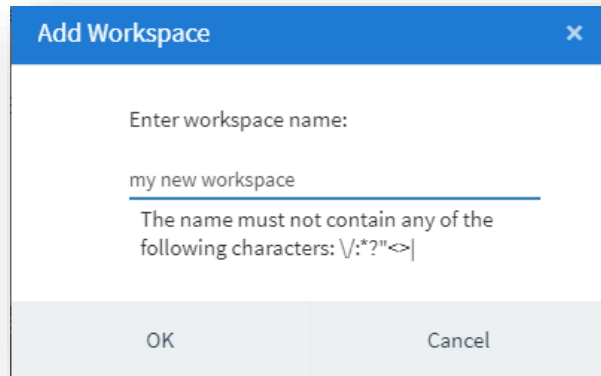 Add Workspace ×
Enter workspace name:
my new workspace
The name must not contain any of the
following characters: \/:*?"<>|
OK Cancel